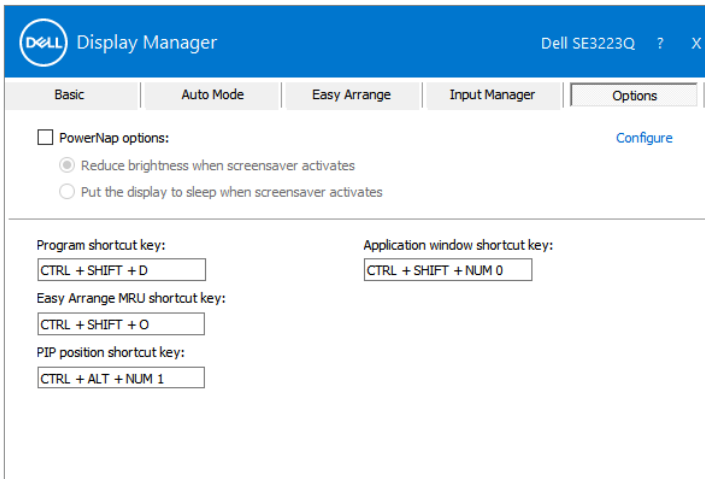 DELL Display Manager
Dell SE3223Q ? X
Basic Auto Mode Easy Arrange Input Manager Options
PowerNap options: Configure
Reduce brightness when screensaver activates
Put the display to sleep when screensaver activates
Program shortcut key: Application window shortcut key:
CTRL + SHIFT + D CTRL + SHIFT + NUM 0
Easy Arrange MRU shortcut key:
CTRL + SHIFT + O
PIP position shortcut key:
CTRL + ALT + NUM 1